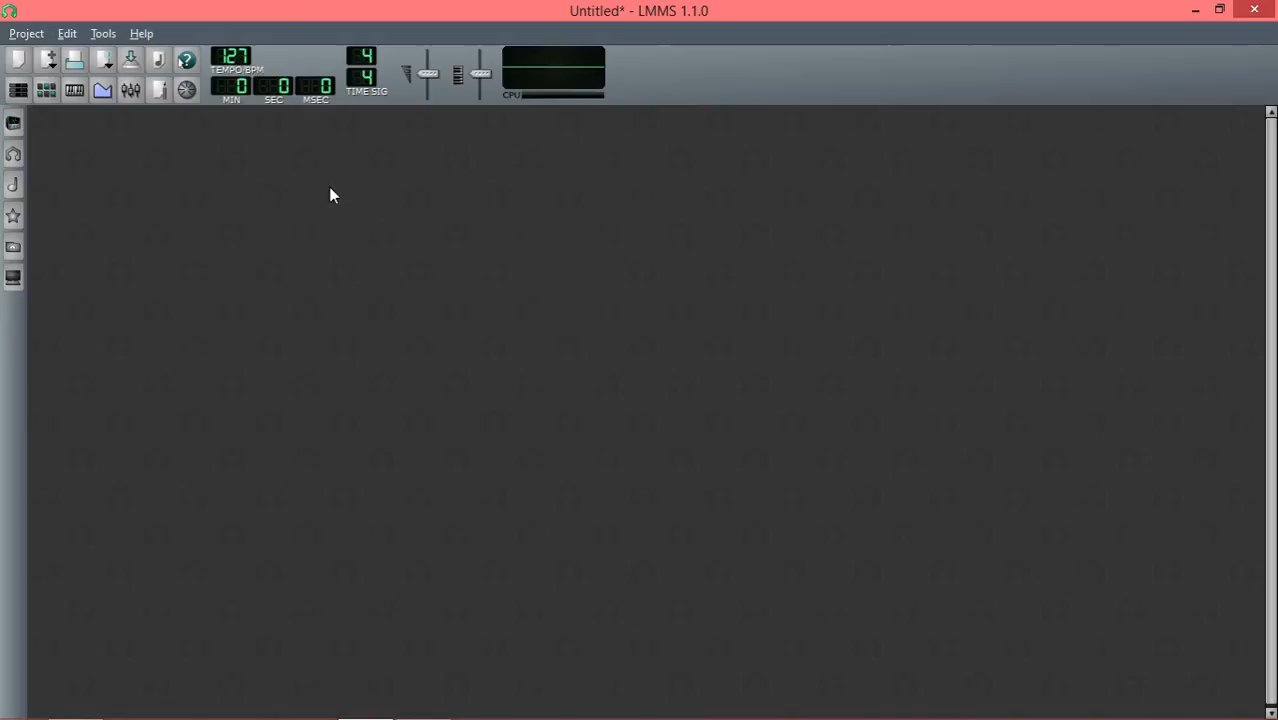 Untitled* - LMMS 1.1.0
Project Edit Tools Help
127
TEMPO/BPM
4
4
TIME SIG
0 0 0
MIN SEC MSEC
CPU